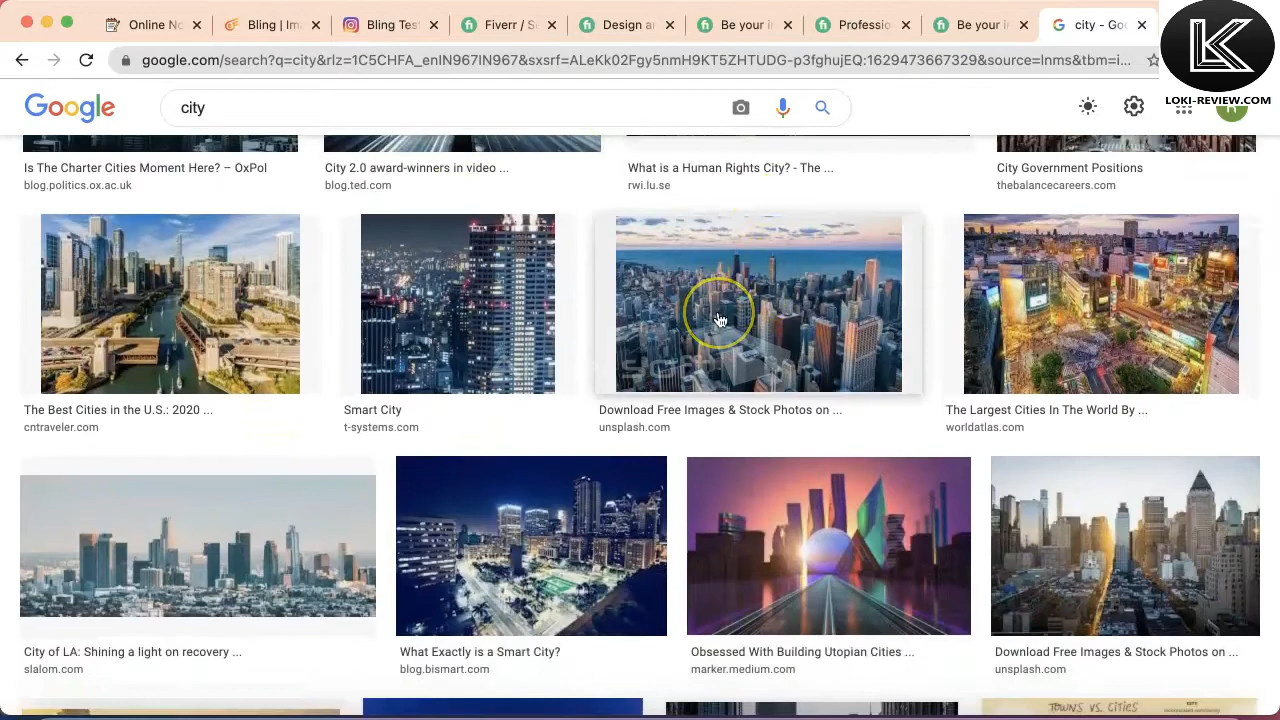 Online No
Bling | Im
Bling Tes
Fiverr / S
Design a
Be your i
Professio
Be your i
city - Goo
google.com/search?q=city&rlz=1C5CHFA_enIN967IN967&sxsrf=ALeKk02Fgy5nmH9KT5ZHTUDG-p3fghujEQ:1629473667329&source=lnms&tbm=i...
LK
LOKI-REVIEW.COM
Google
city
Is The Charter Cities Moment Here? – OxPol
blog.politics.ox.ac.uk
City 2.0 award-winners in video ...
blog.ted.com
What is a Human Rights City? - The ...
rwi.lu.se
City Government Positions
thebalancecareers.com
The Best Cities in the U.S.: 2020 ...
cntraveler.com
Smart City
t-systems.com
Download Free Images & Stock Photos on ...
unsplash.com
The Largest Cities In The World By ...
worldatlas.com
City of LA: Shining a light on recovery ...
slalom.com
What Exactly is a Smart City?
blog.bismart.com
Obsessed With Building Utopian Cities ...
marker.medium.com
Download Free Images & Stock Photos on ...
unsplash.com
TOWNS VS. CITIES